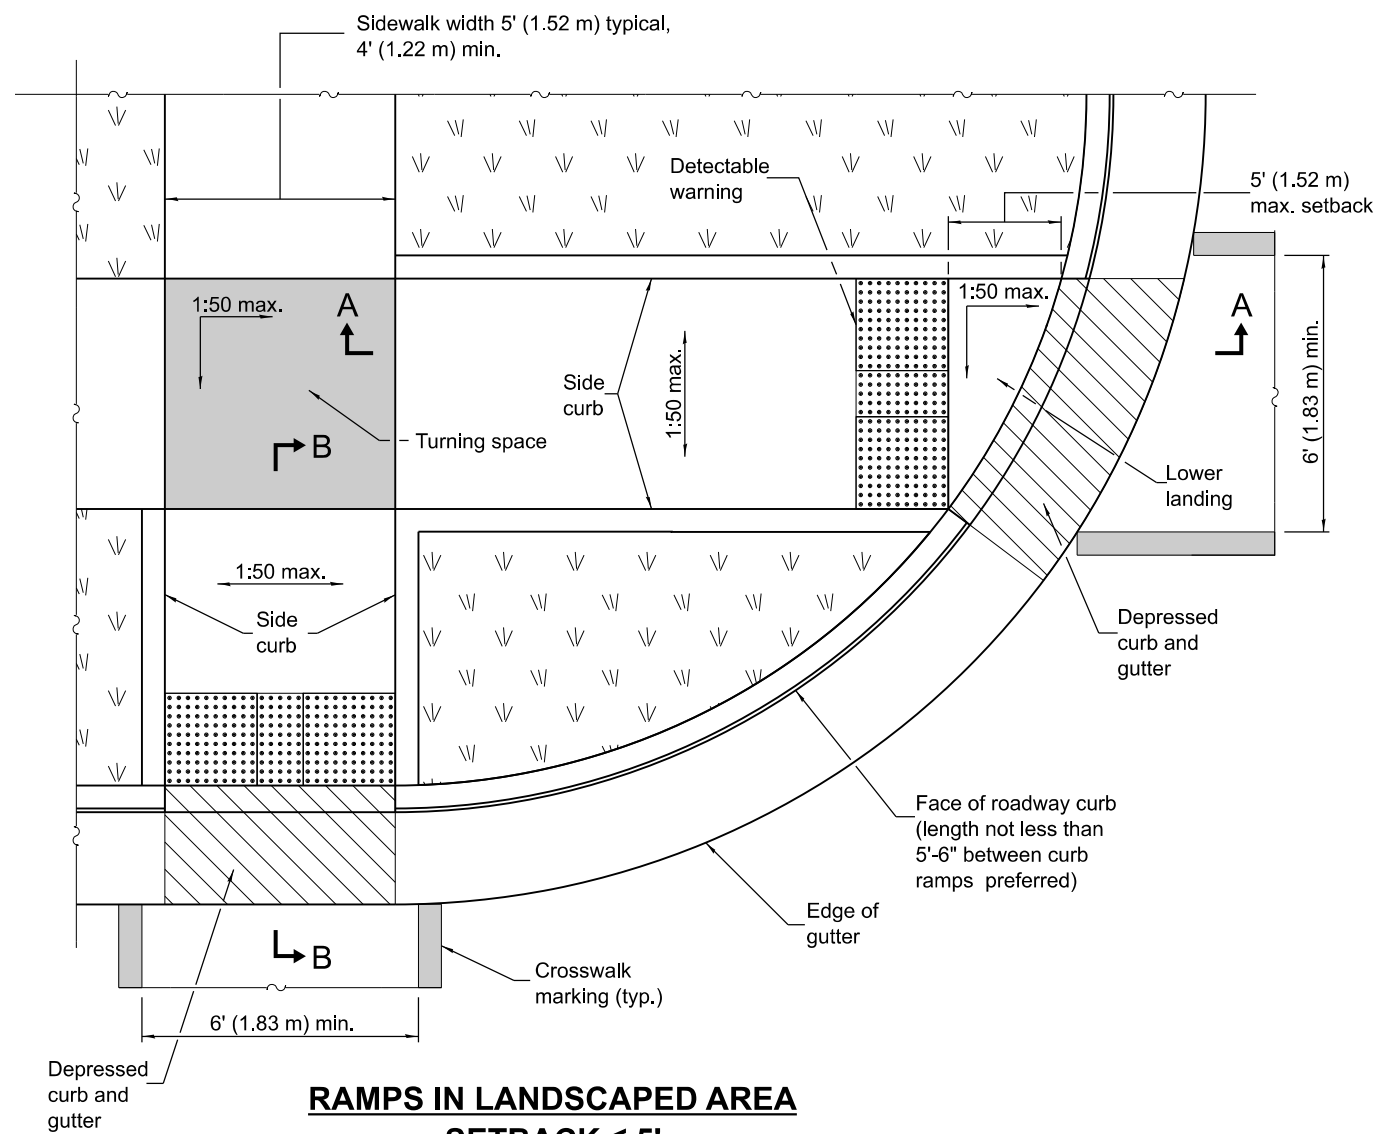 Sidewalk width 5' (1.52 m) typical,
4' (1.22 m) min.
Detectable
warning
5' (1.52 m)
max. setback
1:50 max.
A
1:50 max.
A
Side
curb
1:50 max.
6' (1.83 m) min.
B
Turning space
Lower
landing
1:50 max.
Side
curb
Depressed
curb and
gutter
Face of roadway curb
(length not less than
5'-6" between curb
ramps preferred)
Edge of
gutter
B
Crosswalk
marking (typ.)
6' (1.83 m) min.
Depressed
curb and
gutter
RAMPS IN LANDSCAPED AREA